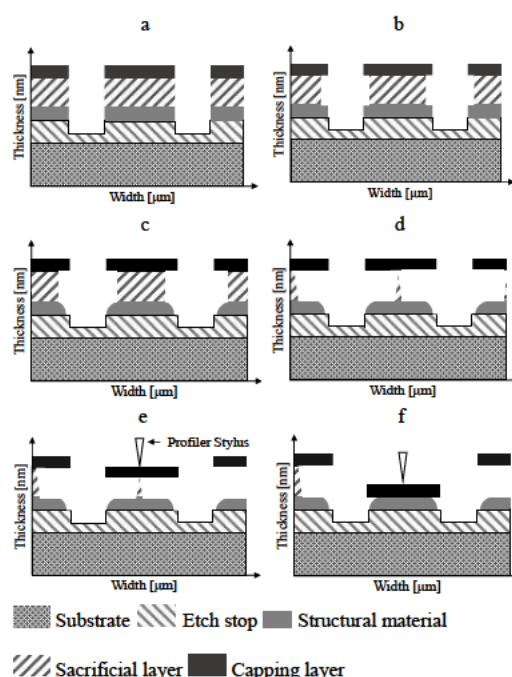 a b
Thickness [nm] Thickness [nm]
Width [μm] Width [μm]
c d
Thickness [nm] Thickness [nm]
Width [μm] Width [μm]
e f
Profiler Stylus
Thickness [nm] Thickness [nm]
Width [μm] Width [μm]
Substrate Etch stop Structural material
Sacrificial layer Capping layer